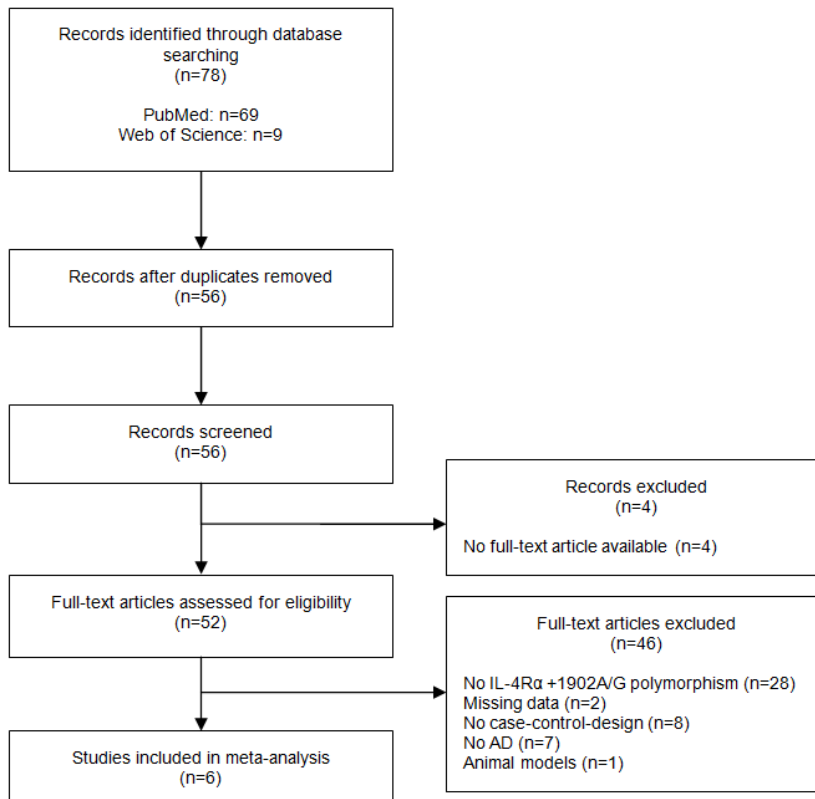 Records identified through database
searching
(n=78)
PubMed: n=69
Web of Science: n=9
Records after duplicates removed
(n=56)
Records screened
(n=56)
Records excluded
(n=4)
No full-text article available (n=4)
Full-text articles assessed for eligibility
(n=52)
Full-text articles excluded
(n=46)
No IL-4Rα +1902A/G polymorphism (n=28)
Missing data (n=2)
No case-control-design (n=8)
No AD (n=7)
Animal models (n=1)
Studies included in meta-analysis
(n=6)